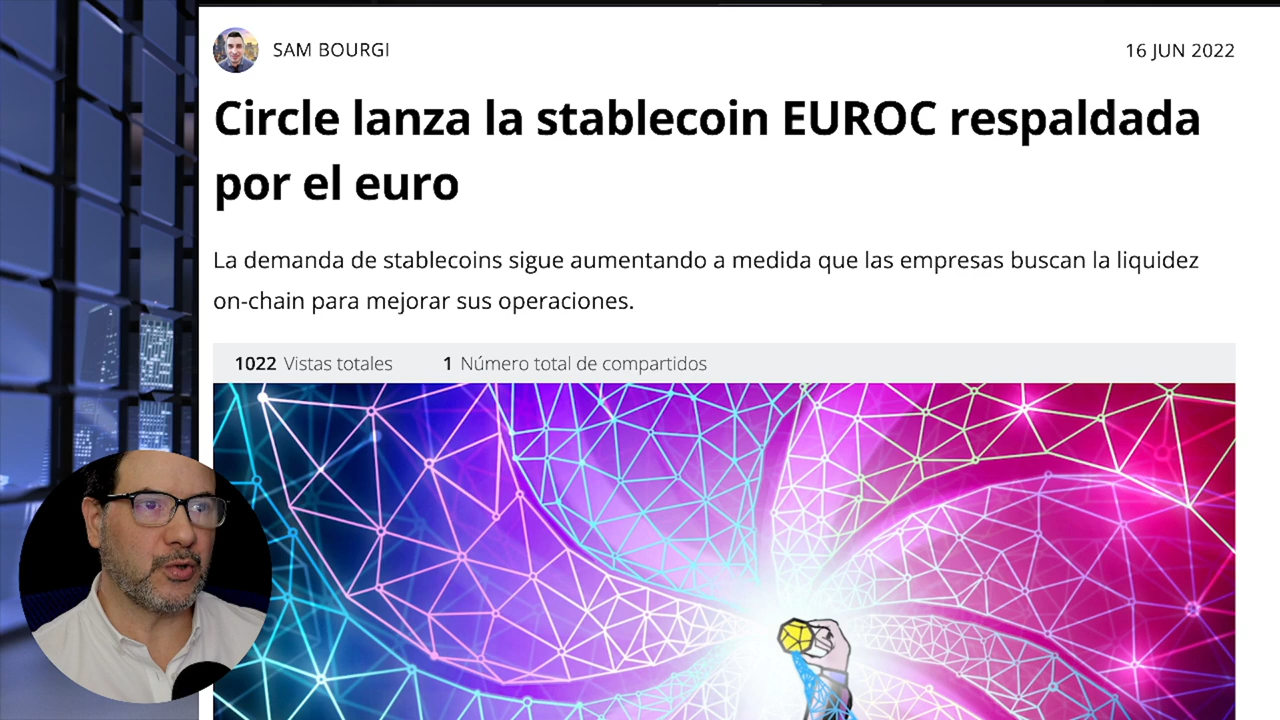 SAM BOURGI
16 JUN 2022
Circle lanza la stablecoin EUROC respaldada
por el euro
La demanda de stablecoins sigue aumentando a medida que las empresas buscan la liquidez
on-chain para mejorar sus operaciones.
1022 Vistas totales 1 Número total de compartidos